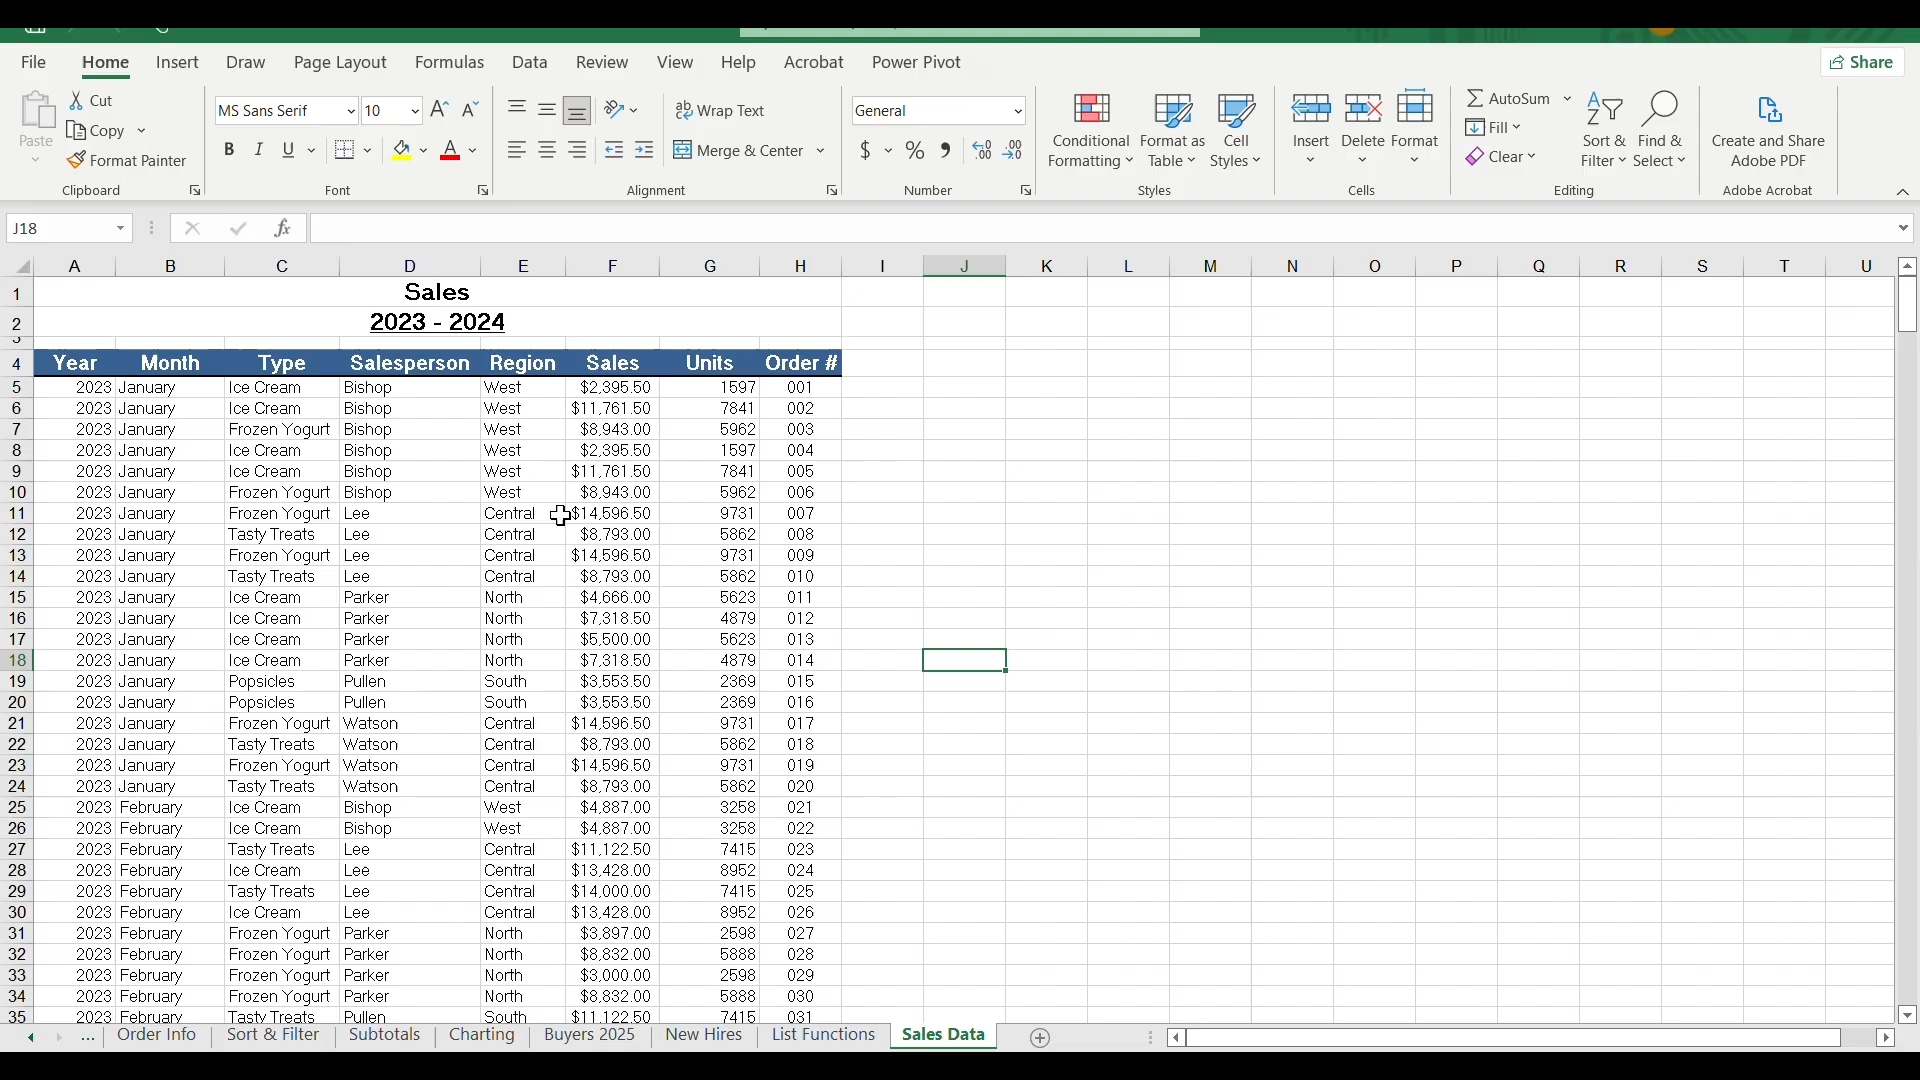 File Home Insert Draw Page Layout Formulas Data Review View Help Acrobat Power Pivot Share
Paste
Cut
Copy
Format Painter
Clipboard
MS Sans Serif 10 A A
B I U A
Font
Wrap Text
Merge & Center
Alignment
General
$ % 9 .00 .00
Number
Conditional Formatting
Format as Table
Cell Styles
Styles
Insert Delete Format
Cells
AutoSum
Fill
Clear
Sort & Filter
Find & Select
Editing
Create and Share Adobe PDF
Adobe Acrobat
J18 fx
A B C D E F G H I J K L M N O P Q R S T U
1 Sales
2 2023 - 2024
3
4 Year Month Type Salesperson Region Sales Units Order #
5 2023 January Ice Cream Bishop West $2,395.50 1597 001
6 2023 January Ice Cream Bishop West $11,761.50 7841 002
7 2023 January Frozen Yogurt Bishop West $8,943.00 5962 003
8 2023 January Ice Cream Bishop West $2,395.50 1597 004
9 2023 January Ice Cream Bishop West $11,761.50 7841 005
10 2023 January Frozen Yogurt Bishop West $8,943.00 5962 006
11 2023 January Frozen Yogurt Lee Central $14,596.50 9731 007
12 2023 January Tasty Treats Lee Central $8,793.00 5862 008
13 2023 January Frozen Yogurt Lee Central $14,596.50 9731 009
14 2023 January Tasty Treats Lee Central $8,793.00 5862 010
15 2023 January Ice Cream Parker North $4,666.00 5623 011
16 2023 January Ice Cream Parker North $7,318.50 4879 012
17 2023 January Ice Cream Parker North $5,500.00 5623 013
18 2023 January Ice Cream Parker North $7,318.50 4879 014
19 2023 January Popsicles Pullen South $3,553.50 2369 015
20 2023 January Popsicles Pullen South $3,553.50 2369 016
21 2023 January Frozen Yogurt Watson Central $14,596.50 9731 017
22 2023 January Tasty Treats Watson Central $8,793.00 5862 018
23 2023 January Frozen Yogurt Watson Central $14,596.50 9731 019
24 2023 January Tasty Treats Watson Central $8,793.00 5862 020
25 2023 February Ice Cream Bishop West $4,887.00 3258 021
26 2023 February Ice Cream Bishop West $4,887.00 3258 022
27 2023 February Tasty Treats Lee Central $11,122.50 7415 023
28 2023 February Ice Cream Lee Central $13,428.00 8952 024
29 2023 February Tasty Treats Lee Central $14,000.00 7415 025
30 2023 February Ice Cream Lee Central $13,428.00 8952 026
31 2023 February Frozen Yogurt Parker North $3,897.00 2598 027
32 2023 February Frozen Yogurt Parker North $8,832.00 5888 028
33 2023 February Frozen Yogurt Parker North $3,000.00 2598 029
34 2023 February Frozen Yogurt Parker North $8,832.00 5888 030
35 2023 February Tasty Treats Pullen South $11,122.50 7415 031
... Order Info Sort & Filter Subtotals Charting Buyers 2025 New Hires List Functions Sales Data